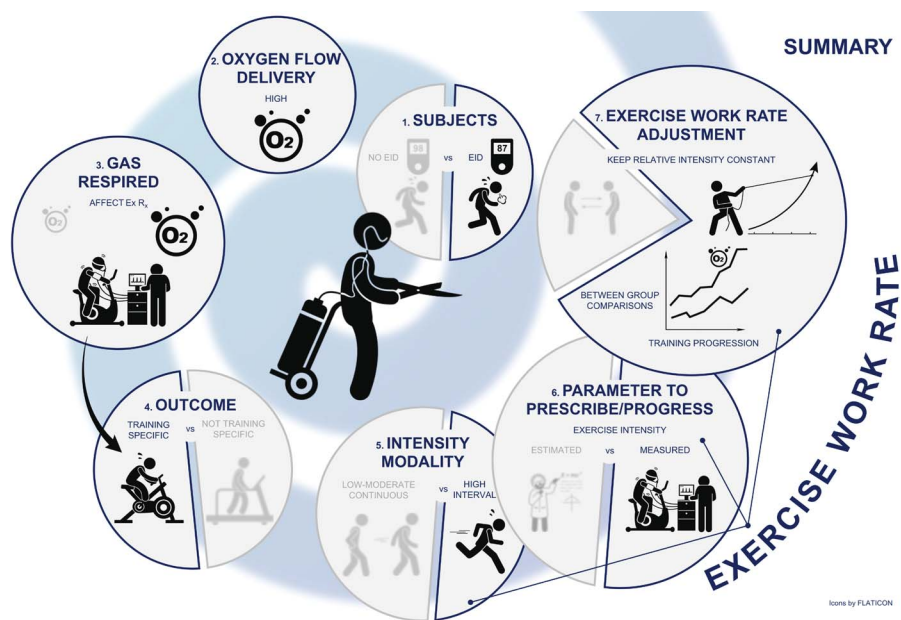 SUMMARY
1. SUBJECTS
NO EID vs EID
98
87
2. OXYGEN FLOW
DELIVERY
HIGH
O2
3. GAS
RESPIRED
AFFECT Ex Rx
O2
O2
4. OUTCOME
TRAINING
SPECIFIC
vs
NOT TRAINING
SPECIFIC
5. INTENSITY
MODALITY
LOW-MODERATE
CONTINUOUS
vs
HIGH
INTERVAL
6. PARAMETER TO
PRESCRIBE/PROGRESS
EXERCISE INTENSITY
ESTIMATED vs MEASURED
7. EXERCISE WORK RATE
ADJUSTMENT
KEEP RELATIVE INTENSITY CONSTANT
O2
BETWEEN GROUP
COMPARISONS
TRAINING PROGRESSION
EXERCISE WORK RATE
Icons by FLATICON